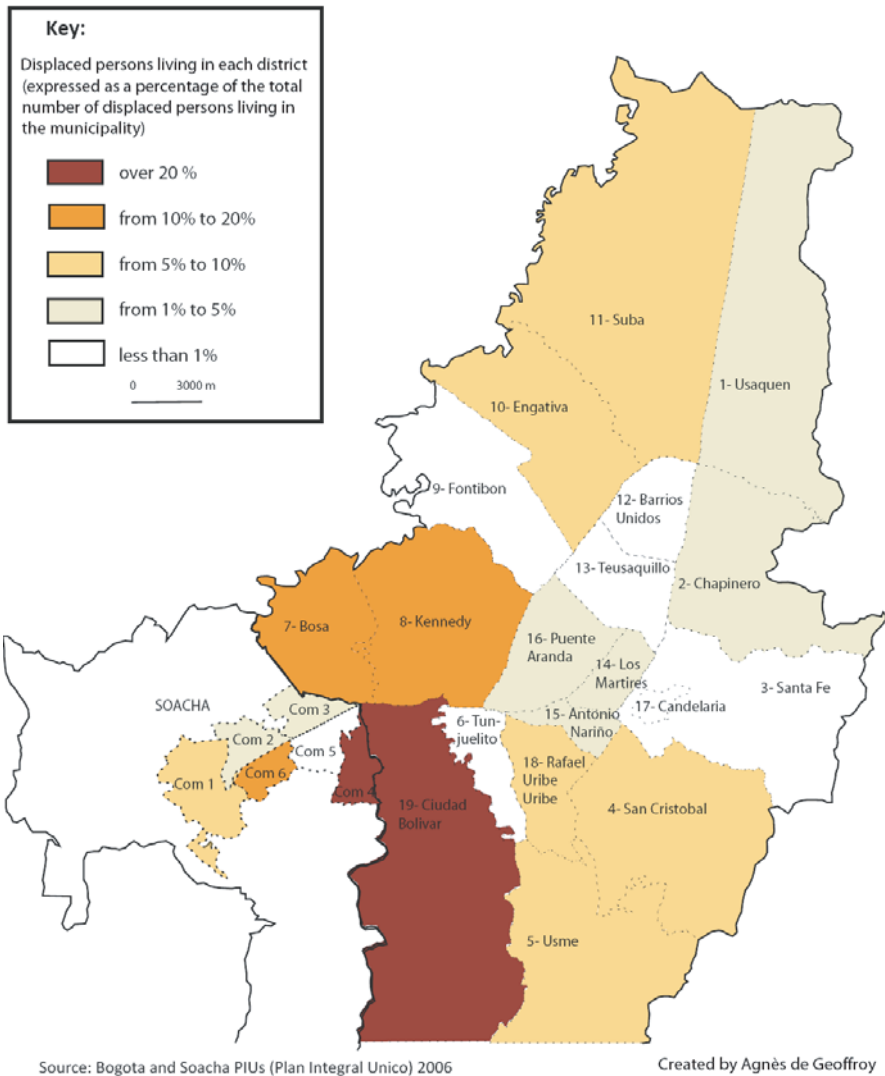 Key:
Displaced persons living in each district
(expressed as a percentage of the total
number of displaced persons living in
the municipality)
over 20 %
from 10% to 20%
from 5% to 10%
from 1% to 5%
less than 1%
0 3000 m
11- Suba
1- Usaquen
10- Engativa
9- Fontibon
12- Barrios
Unidos
13- Teusaquillo
2- Chapinero
7- Bosa
8- Kennedy
16- Puente
Aranda
14- Los
Martires
3- Santa Fe
17- Candelaria
SOACHA
Com 3
15- Antonio
Nariño
6- Tun-
juelito
Com 2
Com 5
Com 1
Com 6
Com 4
18- Rafael
Uribe
Uribe
19- Ciudad
Bolivar
4- San Cristobal
5- Usme
Source: Bogota and Soacha PIUs (Plan Integral Unico) 2006
Created by Agnès de Geoffroy